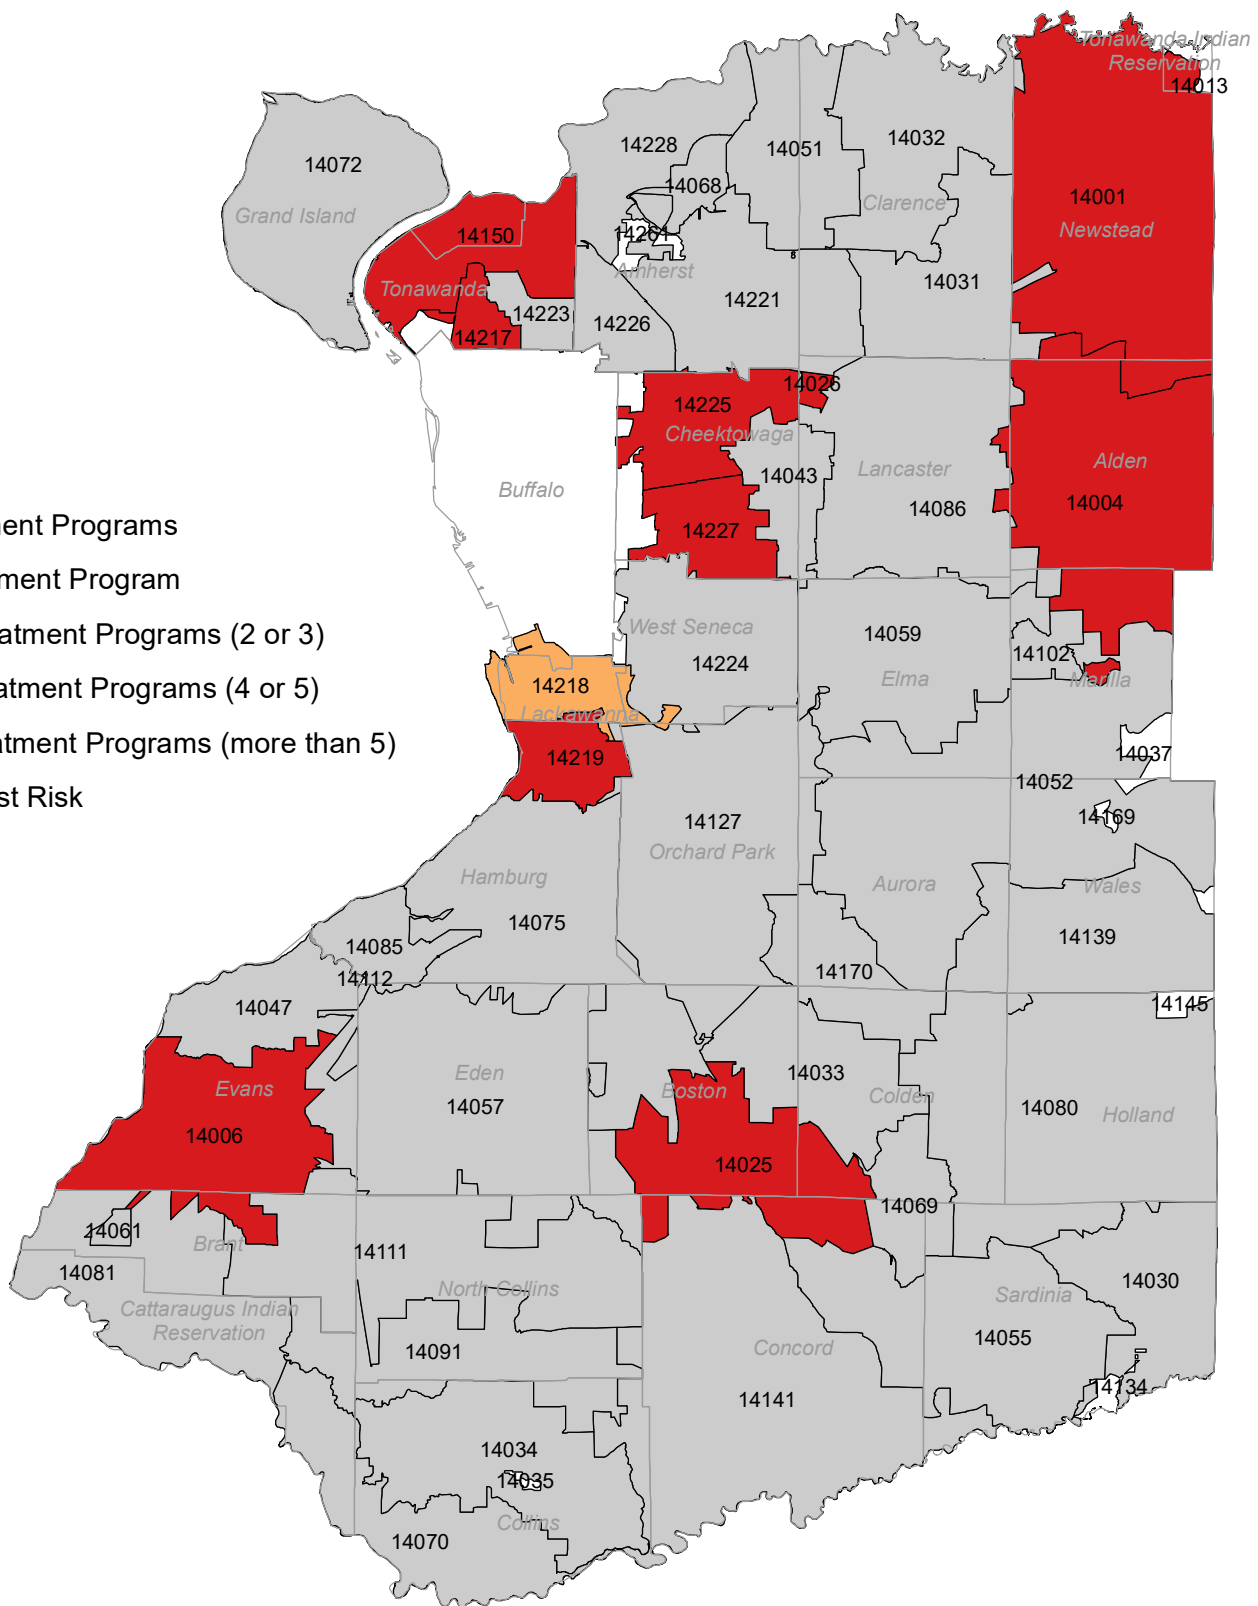 Tonawanda Indian
Reservation
14013
14228
14051
14032
14072
14068
14001
Clarence
Grand Island
14150
14261
Newstead
Amherst
14031
Tonawanda
14221
14223
14226
14217
14026
14225
Cheektowaga
Alden
Lancaster
14043
Buffalo
14004
14086
ment Programs
14227
ment Program
West Seneca
14059
atment Programs (2 or 3)
14102
14224
Elma
Marilla
14218
atment Programs (4 or 5)
Lackawanna
atment Programs (more than 5)
14037
14219
14052
st Risk
14169
14127
Orchard Park
Hamburg
Aurora
Wales
14075
14139
14085
14170
14112
14047
14145
Eden
14033
Evans
Boston
Colden
14057
14080
Holland
14006
14025
14069
14061
Brant
14111
14081
14030
North Collins
Sardinia
Cattaraugus Indian
Reservation
14055
Concord
14091
14134
14141
14034
14035
Collins
14070